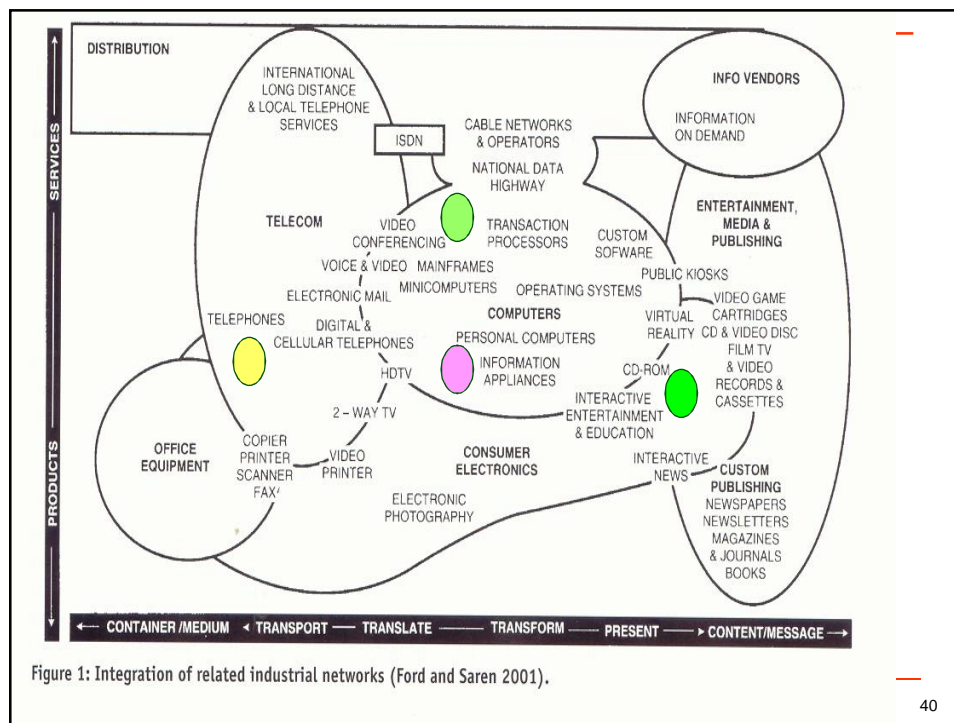 DISTRIBUTION
INTERNATIONAL
LONG DISTANCE
& LOCAL TELEPHONE
SERVICES
ISDN
CABLE NETWORKS
& OPERATORS
NATIONAL DATA
HIGHWAY
INFO VENDORS
INFORMATION
ON DEMAND
SERVICES
PRODUCTS
TELECOM
VIDEO
CONFERENCING
TRANSACTION
PROCESSORS
CUSTOM
SOFWARE
ENTERTAINMENT,
MEDIA &
PUBLISHING
VOICE & VIDEO
MAINFRAMES
PUBLIC KIOSKS
ELECTRONIC MAIL
MINICOMPUTERS
OPERATING SYSTEMS
TELEPHONES
DIGITAL &
CELLULAR TELEPHONES
COMPUTERS
PERSONAL COMPUTERS
VIRTUAL
REALITY
VIDEO GAME
CARTRIDGES
CD & VIDEO DISC
FILM TV
& VIDEO
RECORDS &
CASSETTES
HDTV
INFORMATION
APPLIANCES
CD-ROM
2 – WAY TV
INTERACTIVE
ENTERTAINMENT
& EDUCATION
OFFICE
EQUIPMENT
COPIER
PRINTER
SCANNER
FAX
VIDEO
PRINTER
CONSUMER
ELECTRONICS
INTERACTIVE
NEWS
ELECTRONIC
PHOTOGRAPHY
CUSTOM
PUBLISHING
NEWSPAPERS
NEWSLETTERS
MAGAZINES
& JOURNALS
BOOKS
CONTAINER /MEDIUM TRANSPORT TRANSLATE TRANSFORM PRESENT CONTENT/MESSAGE
Figure 1: Integration of related industrial networks (Ford and Saren 2001).
40